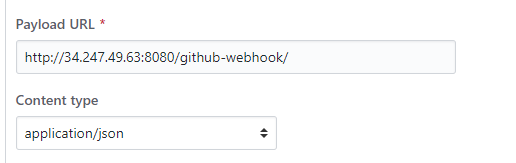 Payload URL *
http://34.247.49.63:8080/github-webhook/
Content type
application/json